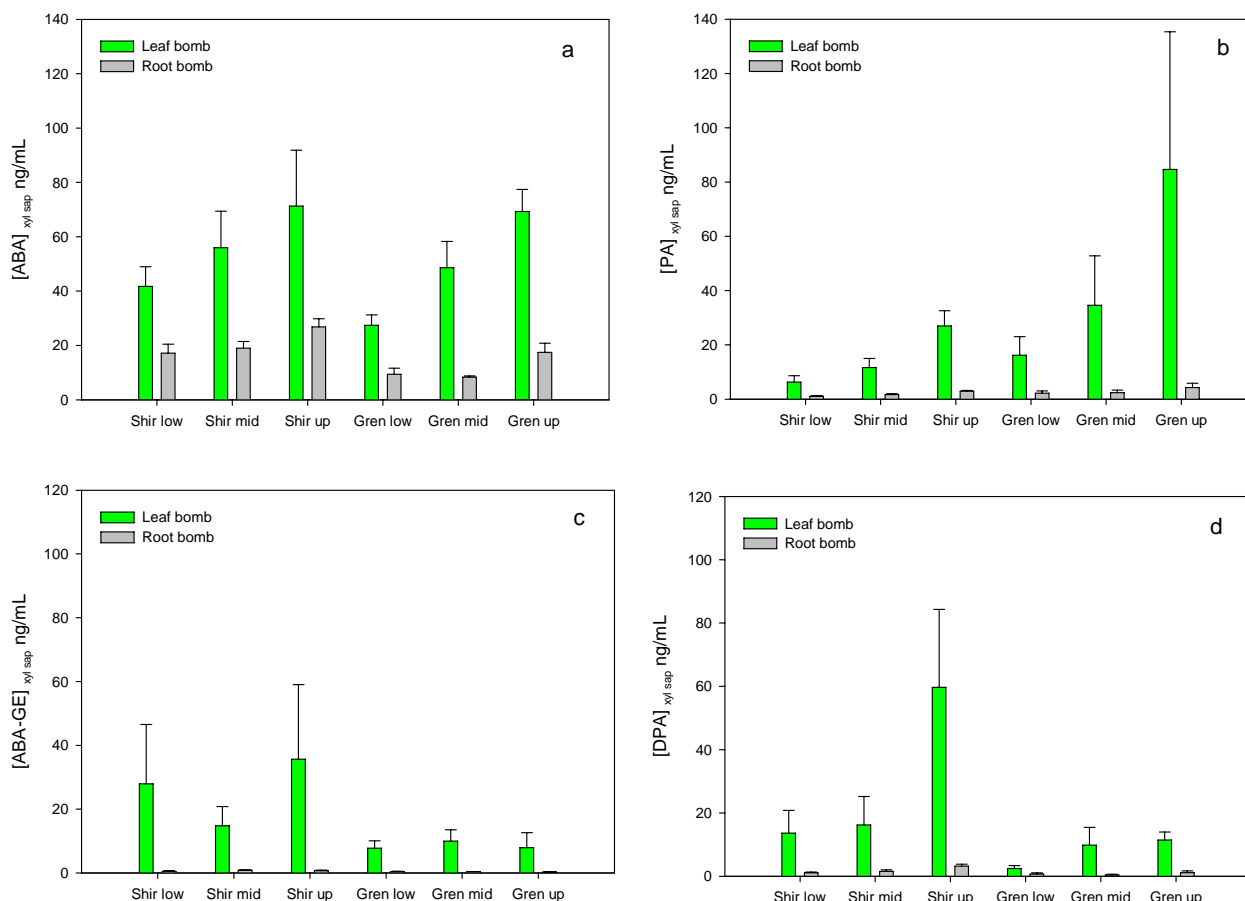 140
120
100
80
60
40
20
0
[ABA] xyl sap ng/mL
Leaf bomb
Root bomb
a
Shir low Shir mid Shir up Gren low Gren mid Gren up
140
120
100
80
60
40
20
0
[PA] xyl sap ng/mL
Leaf bomb
Root bomb
b
Shir low Shir mid Shir up Gren low Gren mid Gren up
120
100
80
60
40
20
0
[ABA-GE] xyl sap ng/mL
Leaf bomb
Root bomb
c
Shir low Shir mid Shir up Gren low Gren mid Gren up
120
100
80
60
40
20
0
[DPA] xyl sap ng/mL
Leaf bomb
Root bomb
d
Shir low Shir mid Shir up Gren low Gren mid Gren up